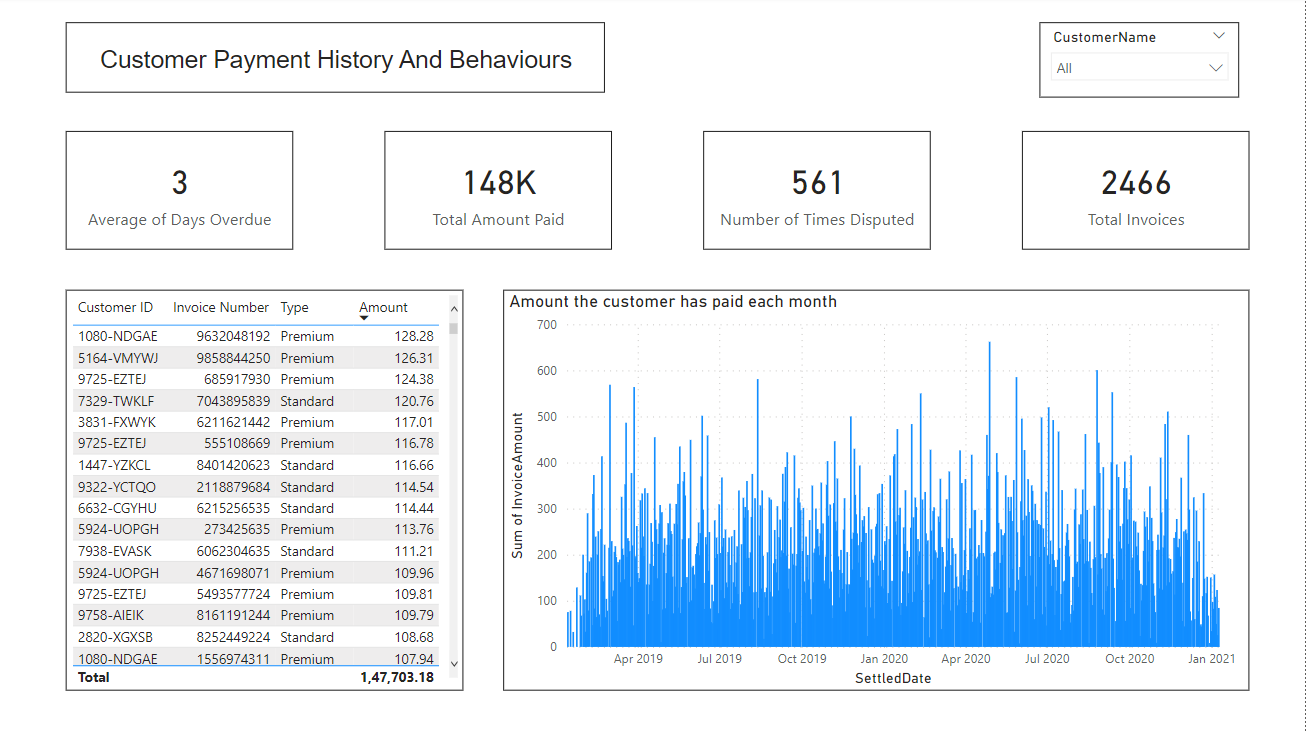 Customer Payment History And Behaviours
CustomerName
All
3
Average of Days Overdue
148K
Total Amount Paid
561
Number of Times Disputed
2466
Total Invoices
Customer ID Invoice Number Type Amount
1080-NDGAE 9632048192 Premium 128.28
5164-VMYWJ 9858844250 Premium 126.31
9725-EZTEJ 685917930 Premium 124.38
7329-TWKLF 7043895839 Standard 120.76
3831-FXWYK 6211621442 Premium 117.01
9725-EZTEJ 555108669 Premium 116.78
1447-YZKCL 8401420623 Standard 116.66
9322-YCTQO 2118879684 Standard 114.54
6632-CGYHU 6215256535 Standard 114.44
5924-UOPGH 273425635 Premium 113.76
7938-EVASK 6062304635 Standard 111.21
5924-UOPGH 4671698071 Premium 109.96
9725-EZTEJ 5493577724 Premium 109.81
9758-AIEIK 8161191244 Premium 109.79
2820-XGXSB 8252449224 Standard 108.68
1080-NDGAE 1556974311 Premium 107.94
Total 1,47,703.18
Amount the customer has paid each month
Sum of InvoiceAmount
700
600
500
400
300
200
100
0
Apr 2019 Jul 2019 Oct 2019 Jan 2020 Apr 2020 Jul 2020 Oct 2020 Jan 2021
SettledDate